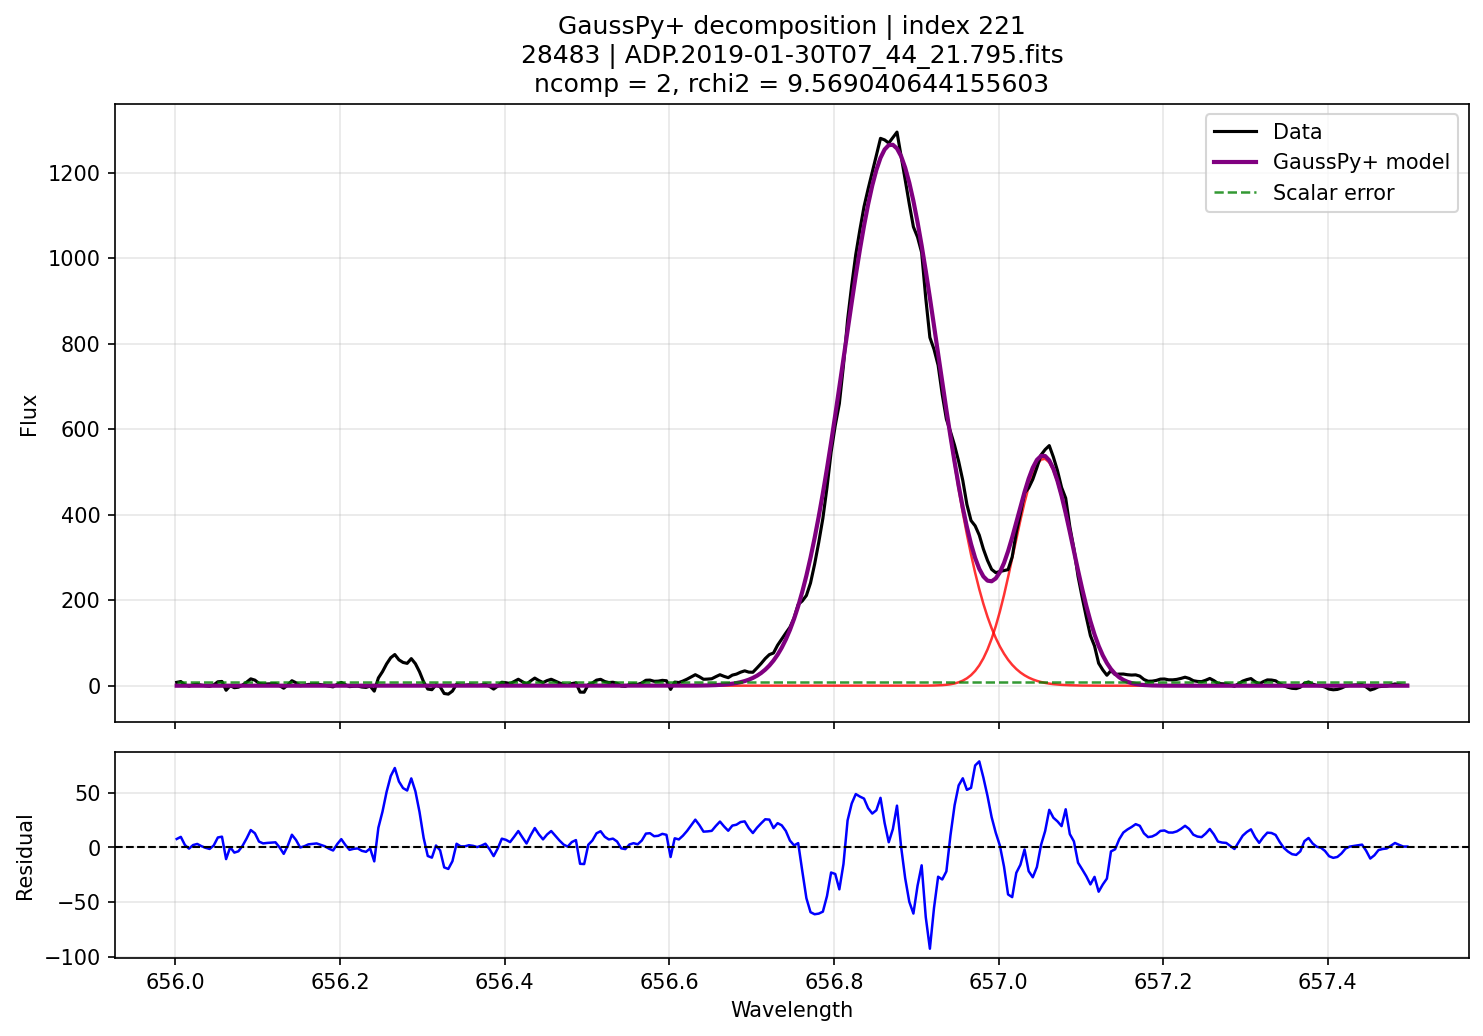 GaussPy+ decomposition | index 221
28483 | ADP.2019-01-30T07_44_21.795.fits
ncomp = 2, rchi2 = 9.569040644155603
Data
GaussPy+ model
Scalar error
Flux
1200
1000
800
600
400
200
0
Residual
50
0
−50
−100
656.0
656.2
656.4
656.6
656.8
657.0
657.2
657.4
Wavelength